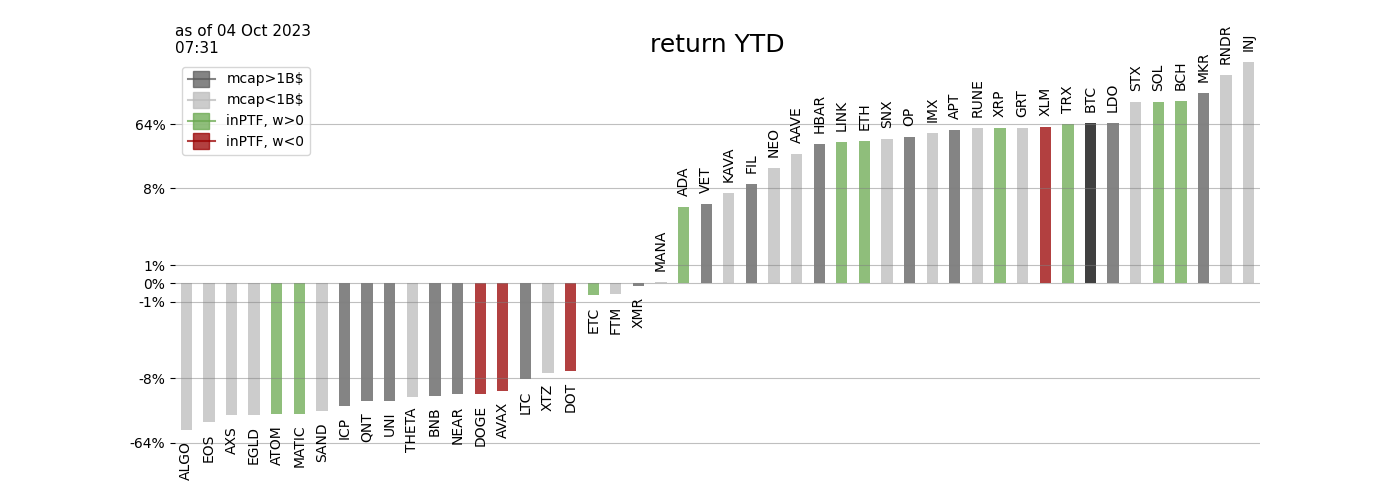 as of 04 Oct 2023
07:31
return YTD
mcap>1B$
mcap<1B$
inPTF, w>0
inPTF, w<0
64%
8%
1%
0%
-1%
-8%
-64%
ALGO
EOS
AXS
EGLD
ATOM
MATIC
SAND
ICP
QNT
UNI
THETA
BNB
NEAR
DOGE
AVAX
LTC
XTZ
DOT
ETC
FTM
XMR
MANA
ADA
VET
KAVA
FIL
NEO
AAVE
HBAR
LINK
ETH
SNX
OP
IMX
APT
RUNE
XRP
GRT
XLM
TRX
BTC
LDO
STX
SOL
BCH
MKR
RNDR
INJ